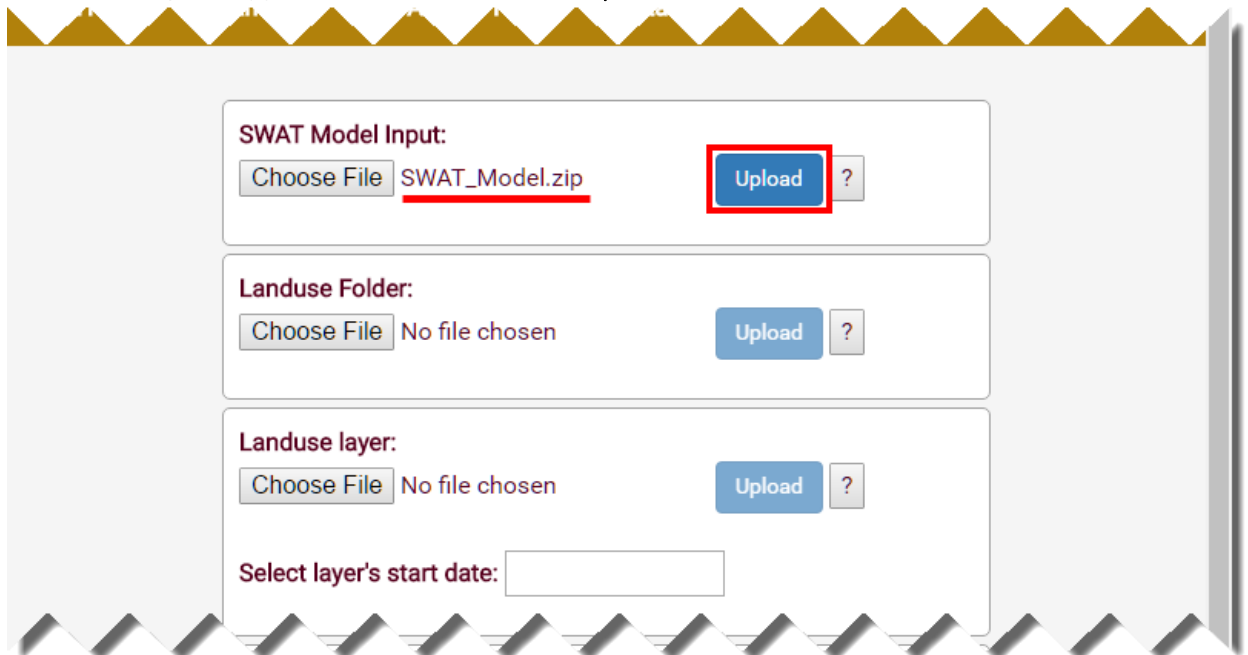 SWAT Model Input:
Choose File SWAT_Model.zip Upload ?
Landuse Folder:
Choose File No file chosen Upload ?
Landuse layer:
Choose File No file chosen Upload ?
Select layer's start date: